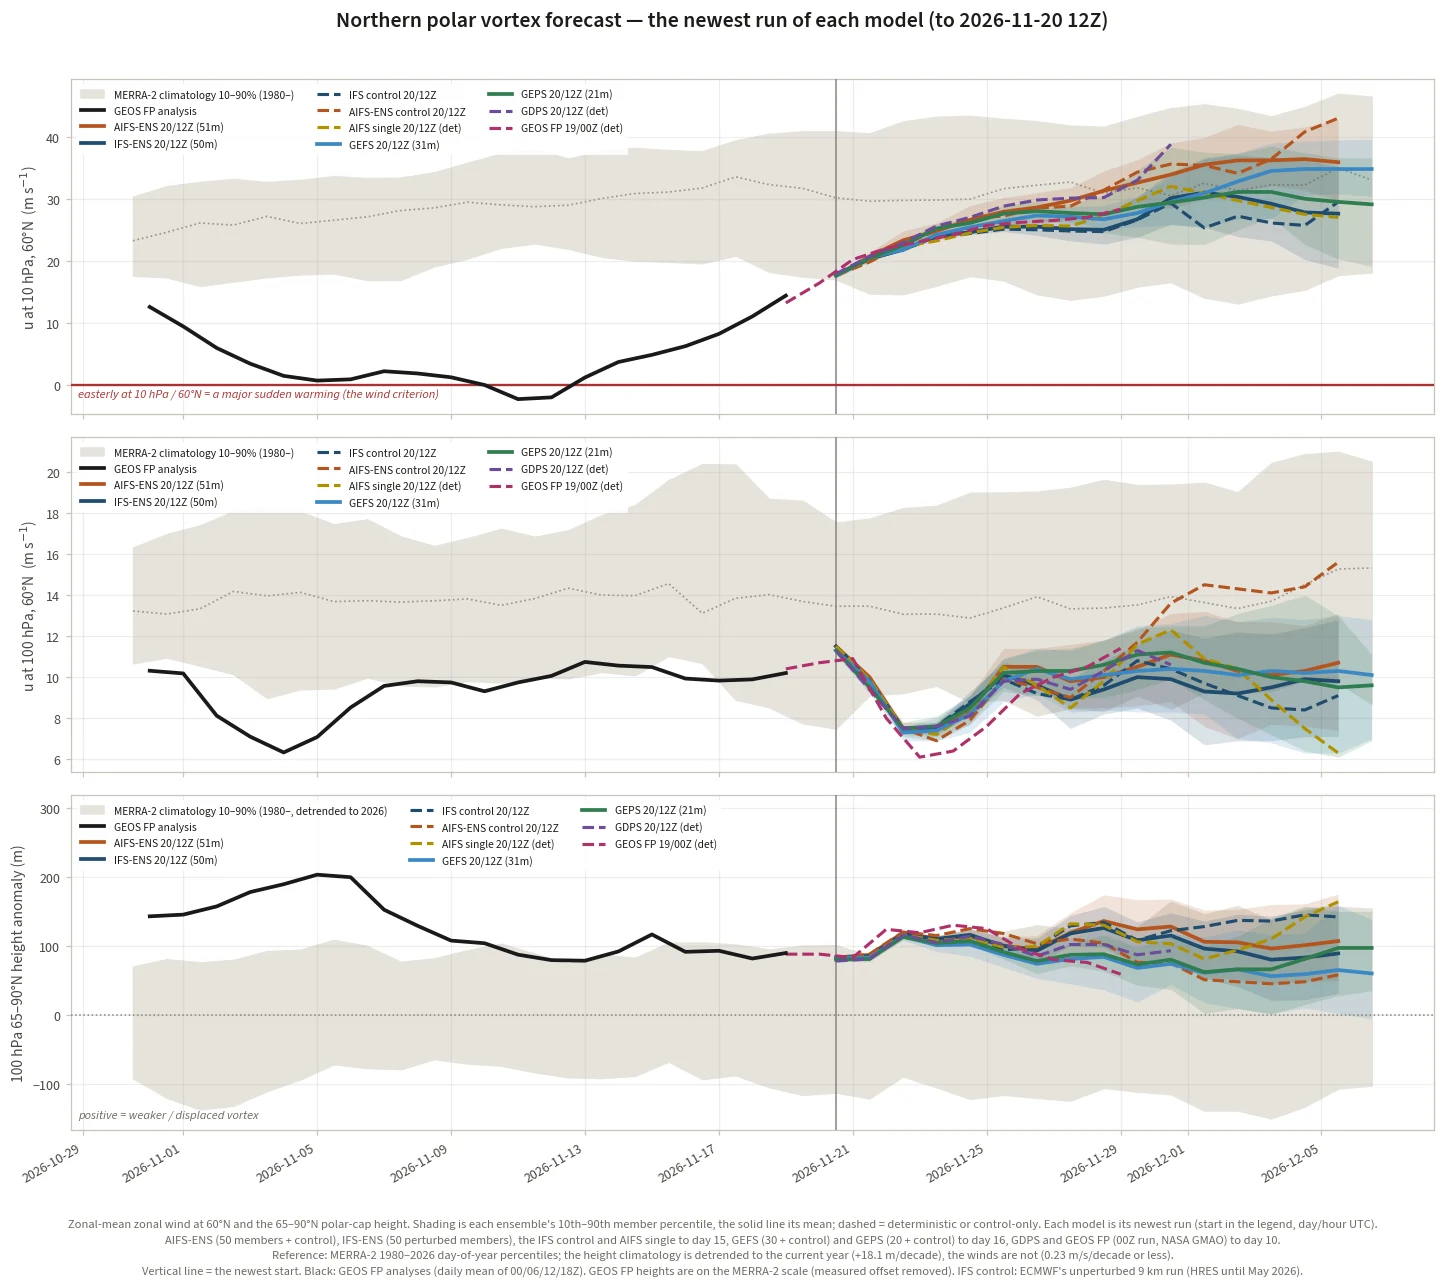 Northern polar vortex forecast — the newest run of each model (to 2026-11-20 12Z)
MERRA-2 climatology 10–90% (1980–)
GEOS FP analysis
AIFS-ENS 20/12Z (51m)
IFS-ENS 20/12Z (50m)
IFS control 20/12Z
AIFS-ENS control 20/12Z
AIFS single 20/12Z (det)
GEFS 20/12Z (31m)
GEPS 20/12Z (21m)
GDPS 20/12Z (det)
GEOS FP 19/00Z (det)
u at 10 hPa, 60°N (m s⁻¹)
40
30
20
10
0
easterly at 10 hPa / 60°N = a major sudden warming (the wind criterion)
MERRA-2 climatology 10–90% (1980–)
GEOS FP analysis
AIFS-ENS 20/12Z (51m)
IFS-ENS 20/12Z (50m)
IFS control 20/12Z
AIFS-ENS control 20/12Z
AIFS single 20/12Z (det)
GEFS 20/12Z (31m)
GEPS 20/12Z (21m)
GDPS 20/12Z (det)
GEOS FP 19/00Z (det)
u at 100 hPa, 60°N (m s⁻¹)
20
18
16
14
12
10
8
6
MERRA-2 climatology 10–90% (1980–, detrended to 2026)
GEOS FP analysis
AIFS-ENS 20/12Z (51m)
IFS-ENS 20/12Z (50m)
IFS control 20/12Z
AIFS-ENS control 20/12Z
AIFS single 20/12Z (det)
GEFS 20/12Z (31m)
GEPS 20/12Z (21m)
GDPS 20/12Z (det)
GEOS FP 19/00Z (det)
100 hPa 65–90°N height anomaly (m)
300
200
100
0
−100
positive = weaker / displaced vortex
2026-10-29
2026-11-01
2026-11-05
2026-11-09
2026-11-13
2026-11-17
2026-11-21
2026-11-25
2026-11-29
2026-12-01
2026-12-05
Zonal-mean zonal wind at 60°N and the 65–90°N polar-cap height. Shading is each ensemble's 10th–90th member percentile, the solid line its mean; dashed = deterministic or control-only. Each model is its newest run (start in the legend, day/hour UTC).
AIFS-ENS (50 members + control), IFS-ENS (50 perturbed members), the IFS control and AIFS single to day 15, GEFS (30 + control) and GEPS (20 + control) to day 16, GDPS and GEOS FP (00Z run, NASA GMAO) to day 10.
Reference: MERRA-2 1980–2026 day-of-year percentiles; the height climatology is detrended to the current year (+18.1 m/decade), the winds are not (0.23 m/s/decade or less).
Vertical line = the newest start. Black: GEOS FP analyses (daily mean of 00/06/12/18Z). GEOS FP heights are on the MERRA-2 scale (measured offset removed). IFS control: ECMWF's unperturbed 9 km run (HRES until May 2026).